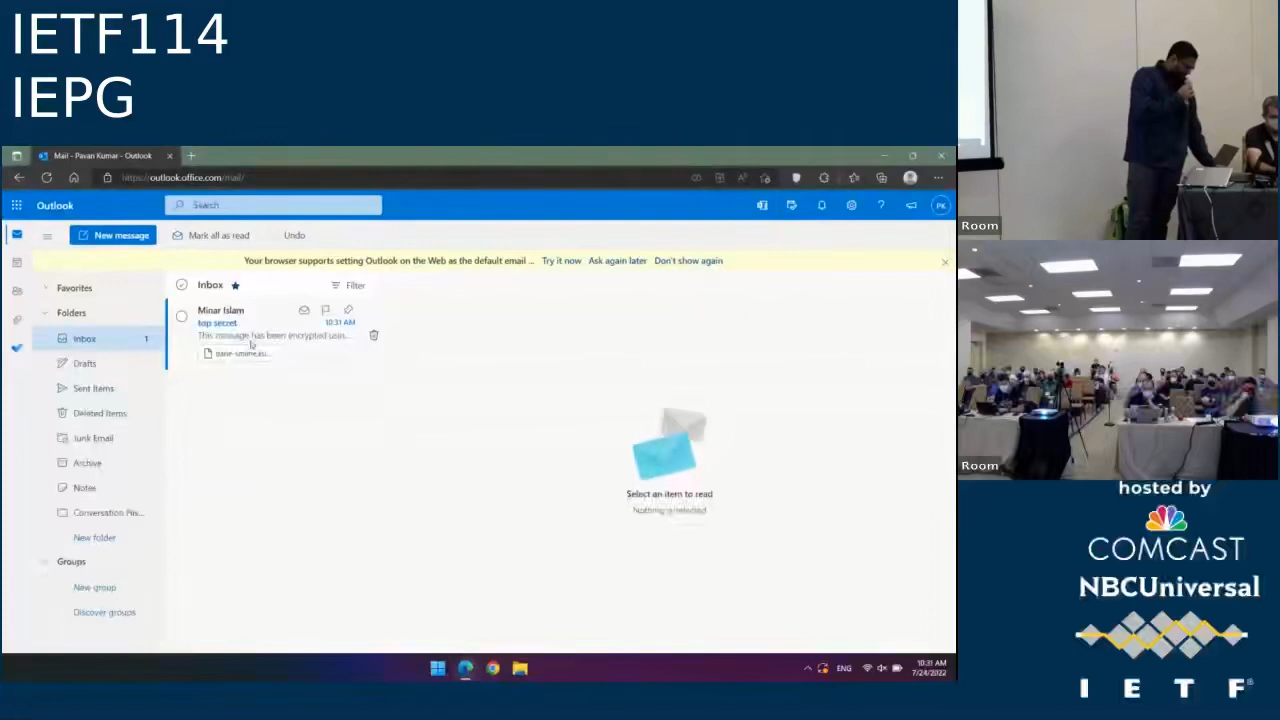 IETF114
IEPG
Mail - Pavan Kumar - Outlook
https://outlook.office.com/mail/
Outlook
Search
PK
New message
Mark all as read
Undo
Your browser supports setting Outlook on the Web as the default email ...
Try it now
Ask again later
Don't show again
Favorites
Folders
Inbox 1
Drafts
Sent Items
Deleted Items
Junk Email
Archive
Notes
Conversation His...
New folder
Groups
New group
Discover groups
Inbox
Filter
Minar Islam
top secret
10:31 AM
This message has been encrypted usin...
Select an item to read
Nothing is selected
ENG
10:31 AM
7/24/2022
Room
Room
hosted by
COMCAST
NBCUniversal
I E T F®